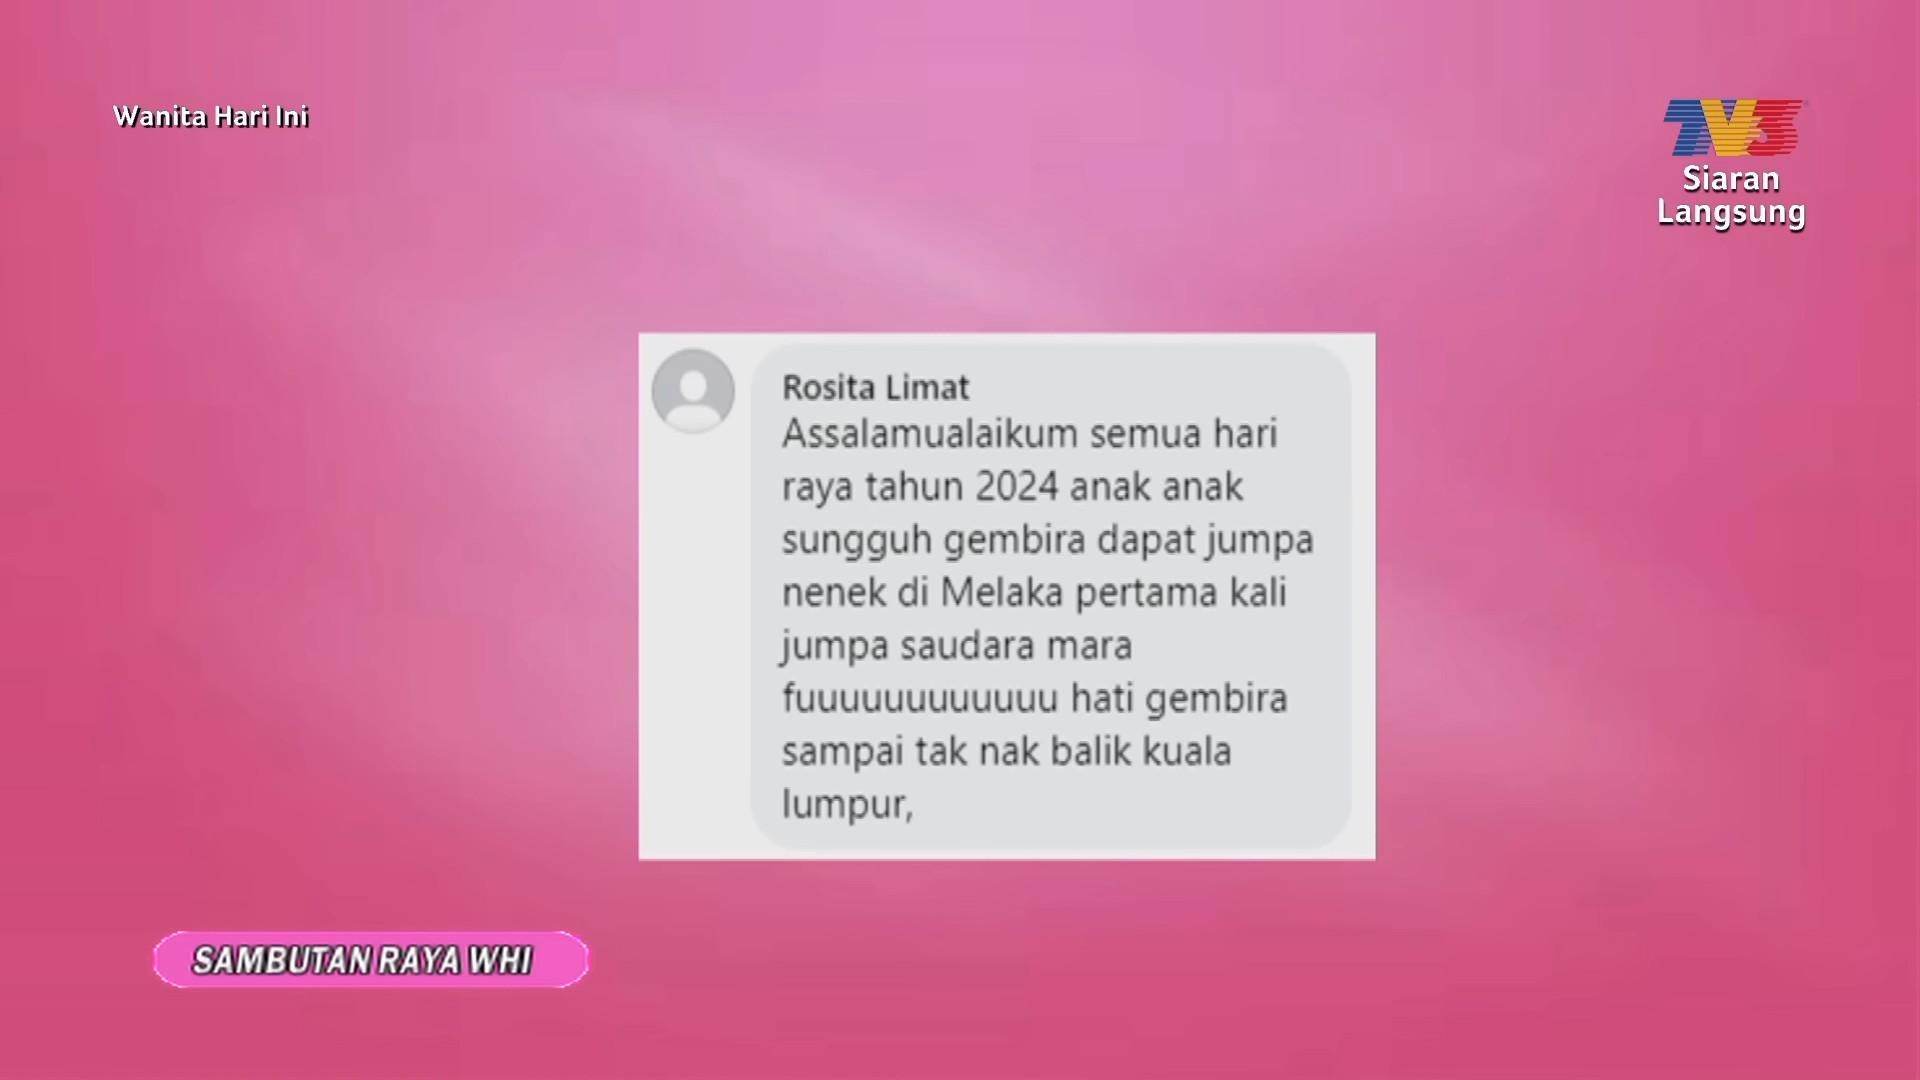 Wanita Hari Ini
TV3
Siaran
Langsung
Rosita Limat
Assalamualaikum semua hari
raya tahun 2024 anak anak
sungguh gembira dapat jumpa
nenek di Melaka pertama kali
jumpa saudara mara
fuuuuuuuuuuuu hati gembira
sampai tak nak balik kuala
lumpur,
SAMBUTAN RAYA WHI